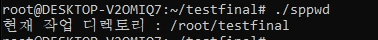 root@DESKTOP-V2OMIQ7:~/testfinal# ./sppwd
현재 작업 디렉토리 : /root/testfinal